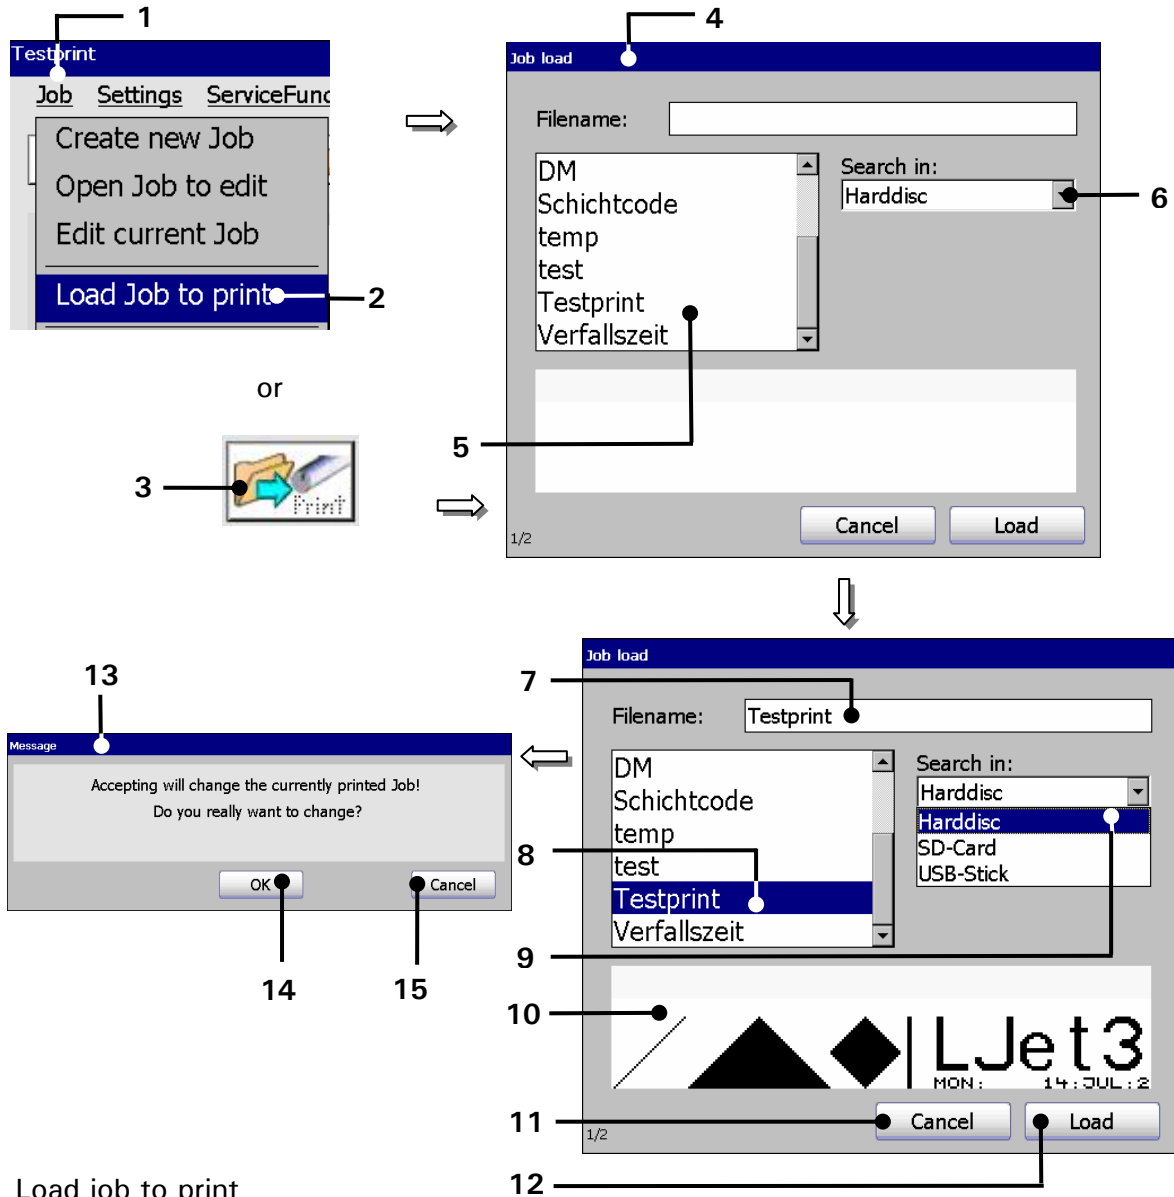 1
Testprint
Job Settings ServiceFunc
Create new Job
Open Job to edit
Edit current Job
Load Job to print
2
or
3
Print
4
Job load
Filename:
DM
Schichtcode
temp
test
Testprint
Verfallszeit
Search in:
Harddisc
6
5
Cancel Load
1/2
Job load
7
Filename: Testprint
DM
Schichtcode
temp
test
Testprint
Verfallszeit
Search in:
Harddisc
Harddisc
SD-Card
USB-Stick
8
9
10
LJet3
MON: 14:JUL:2
11
Cancel Load
1/2
12
13
Message
Accepting will change the currently printed Job!
Do you really want to change?
OK Cancel
14 15
Load job to print